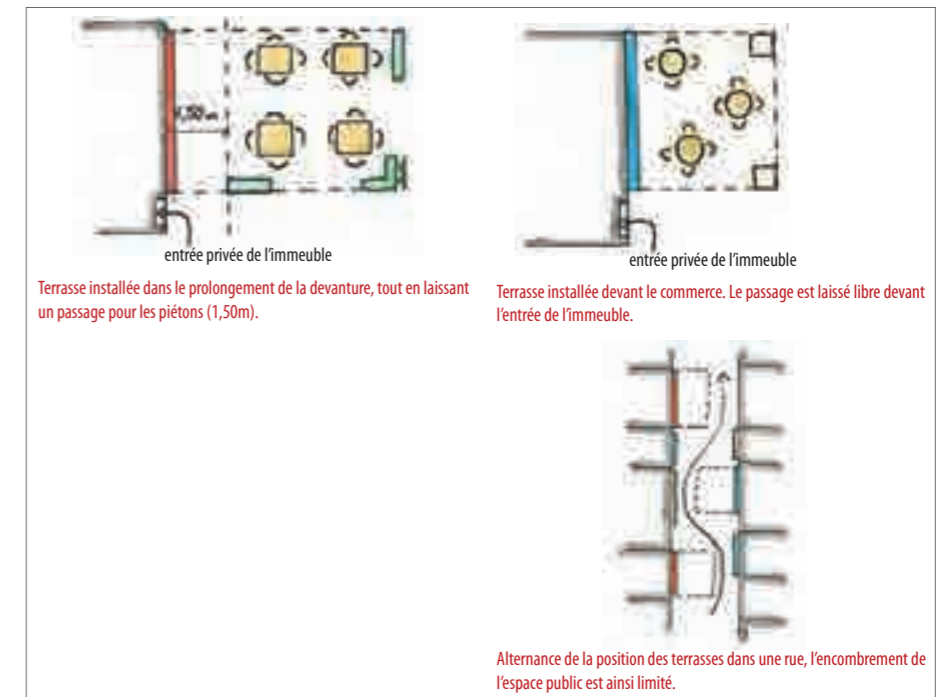 1,50 m
entrée privée de l'immeuble
Terrasse installée dans le prolongement de la devanture, tout en laissant
un passage pour les piétons (1,50m).
entrée privée de l'immeuble
Terrasse installée devant le commerce. Le passage est laissé libre devant
l'entrée de l'immeuble.
Alternance de la position des terrasses dans une rue, l'encombrement de
l'espace public est ainsi limité.